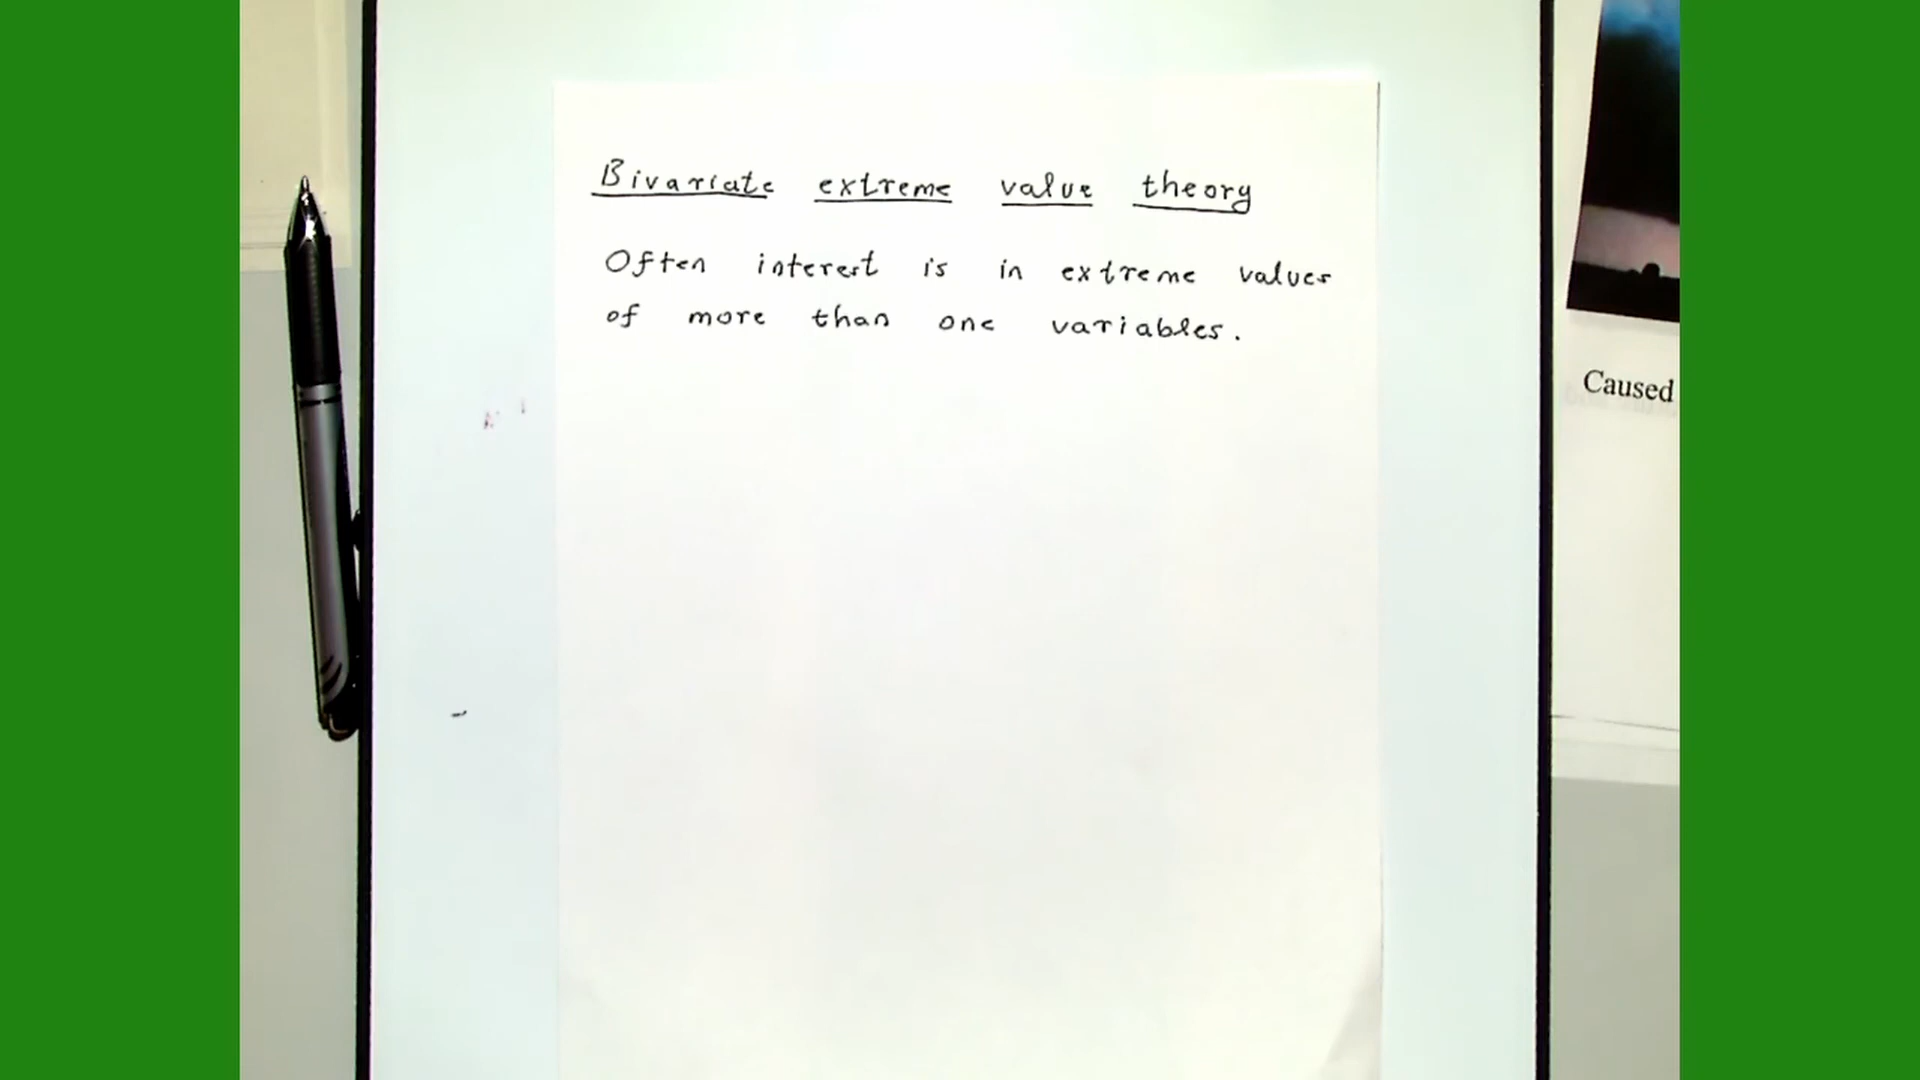 Bivariate extreme value theory
Often interest is in extreme values
of more than one variables.
Caused